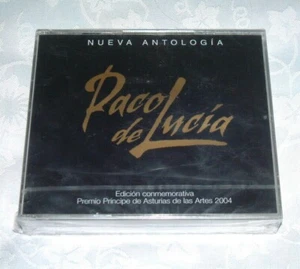 NUEVA ANTOLOGÍA
Paco
de Lucía
Edición conmemorativa
Premio Príncipe de Asturias de las Artes 2004